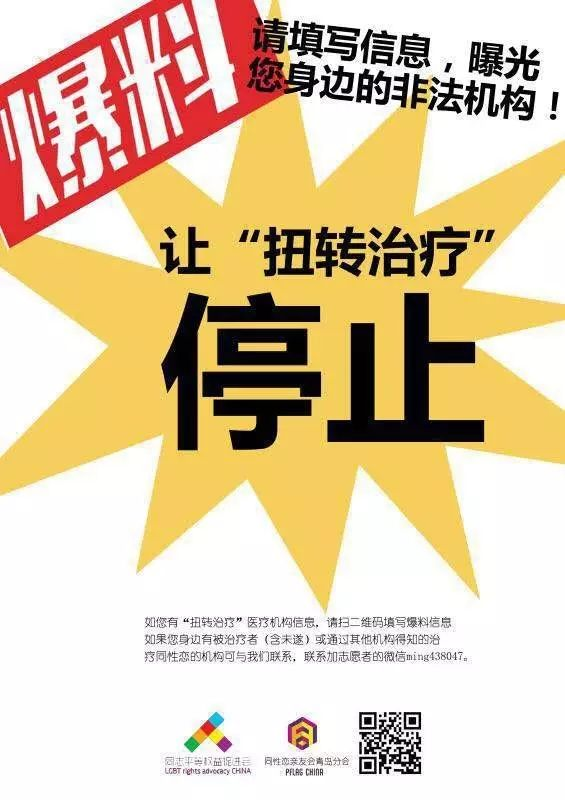 爆料
请填写信息，曝光
您身边的非法机构！
让“扭转治疗”
停止
如您有“扭转治疗”医疗机构信息，请扫二维码填写爆料信息
如果您身边有被治疗者（含未遂）或通过其他机构得知的治
疗同性恋的机构可与我们联系，联系加志愿者的微信ming438047。
同志平等权益促进会
LGBT rights advocacy CHINA
同性恋亲友会青岛分会
PFLAG CHINA